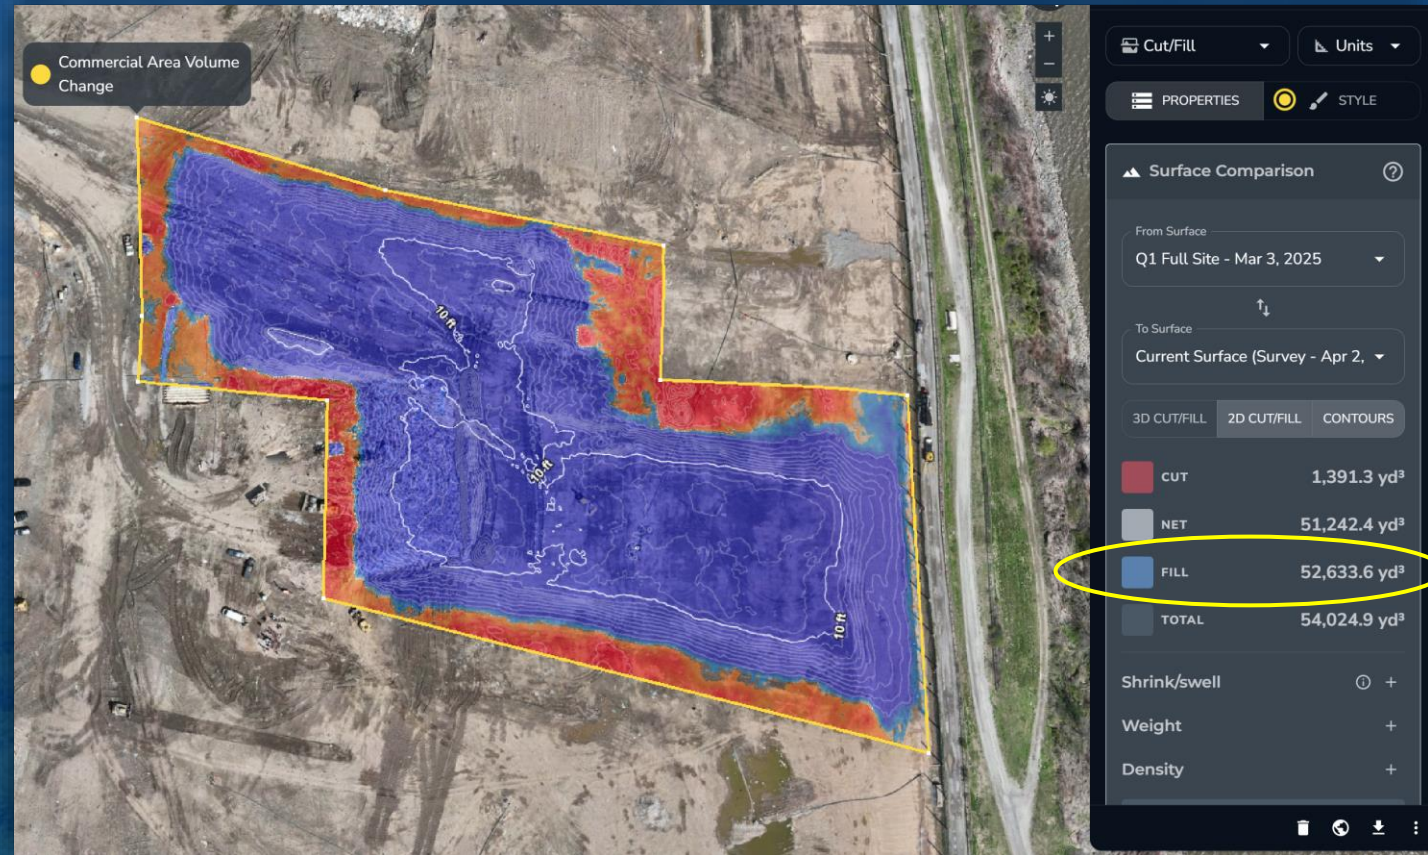 Commercial Area Volume
Change
10 ft
10 ft
10 ft
Cut/Fill
Units
PROPERTIES
STYLE
Surface Comparison
From Surface
Q1 Full Site - Mar 3, 2025
To Surface
Current Surface (Survey - Apr 2,
3D CUT/FILL
2D CUT/FILL
CONTOURS
CUT 1,391.3 yd³
NET 51,242.4 yd³
FILL 52,633.6 yd³
TOTAL 54,024.9 yd³
Shrink/swell
Weight
Density